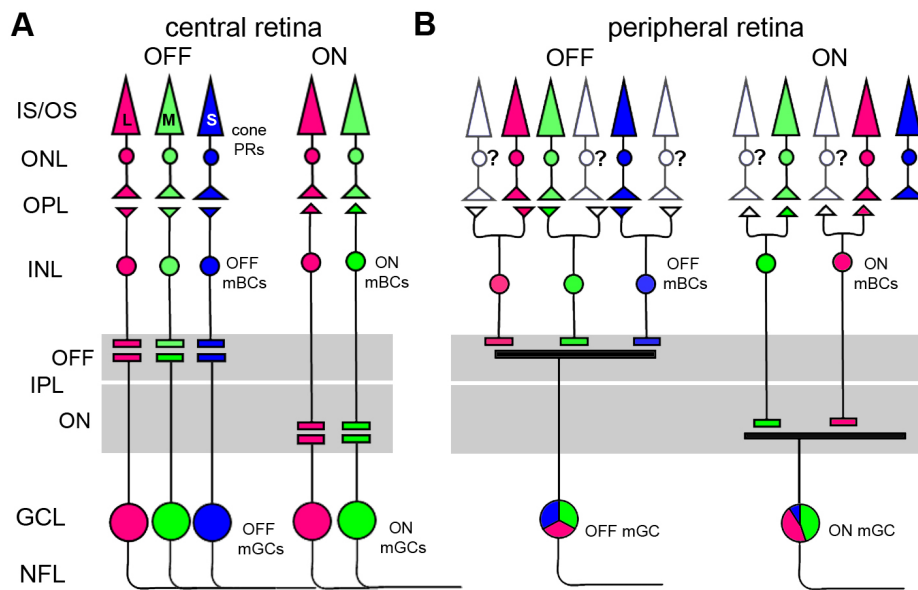 A
central retina
OFF
ON
B
peripheral retina
OFF
ON
IS/OS
L
M
S
cone
PRs
ONL
?
?
?
?
?
OPL
INL
OFF
mBCs
ON
mBCs
OFF
mBCs
ON
mBCs
OFF
IPL
ON
GCL
OFF
mGCs
ON
mGCs
OFF mGC
ON mGC
NFL